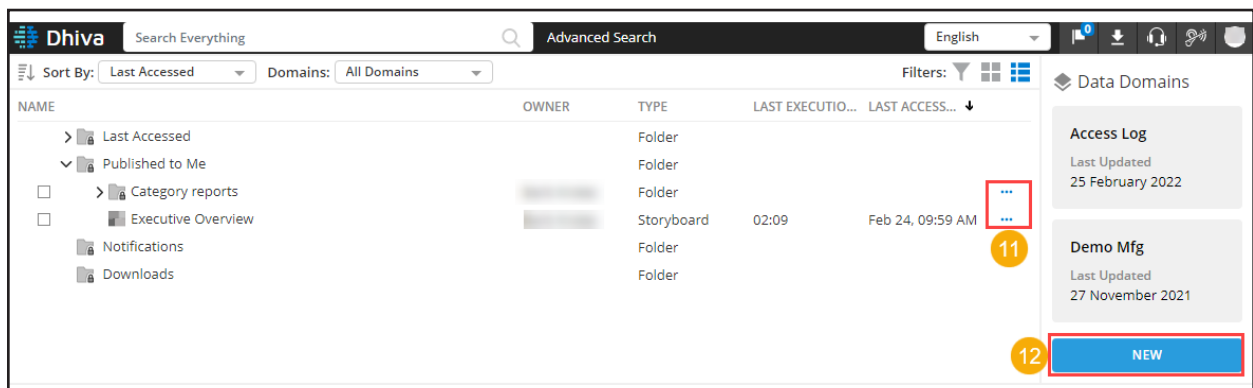 Dhiva Search Everything Advanced Search English 0
Sort By: Last Accessed Domains: All Domains Filters:
Data Domains
NAME OWNER TYPE LAST EXECUTIO... LAST ACCESS...
Last Accessed Folder
Published to Me Folder
Category reports Folder ...
Executive Overview Storyboard 02:09 Feb 24, 09:59 AM ...
Notifications Folder
Downloads Folder
11
Access Log
Last Updated
25 February 2022
Demo Mfg
Last Updated
27 November 2021
12 NEW